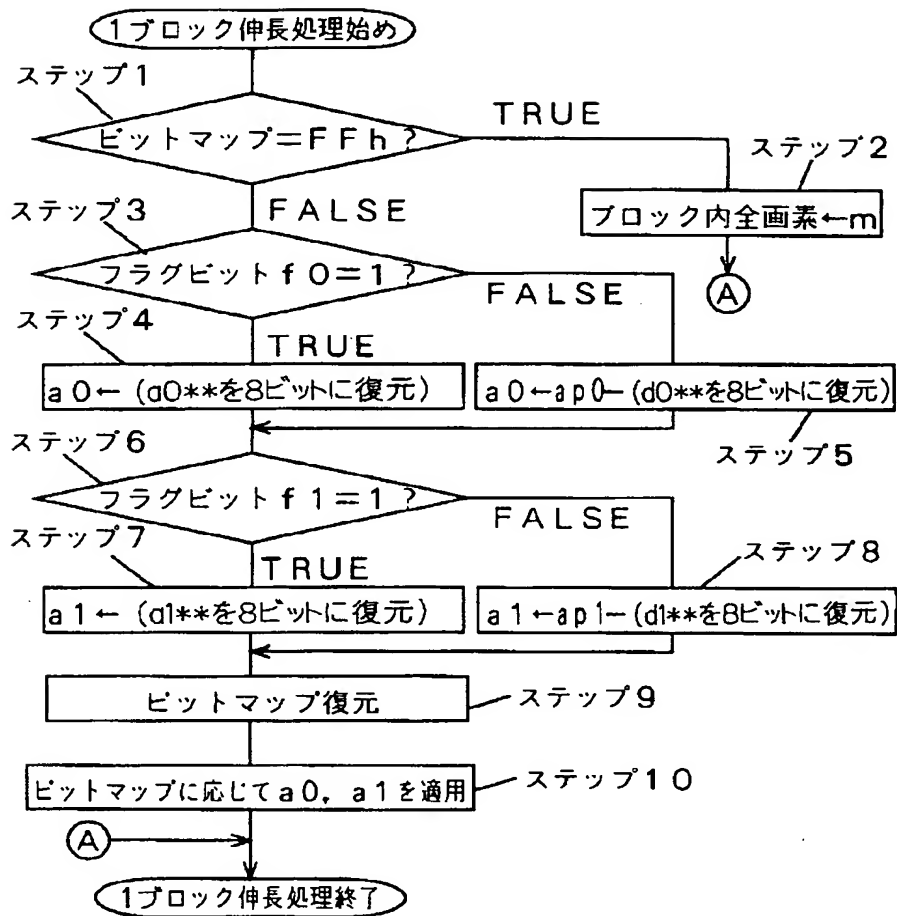 1ブロック伸長処理始め
ステップ1
ビットマップ=FFh?
TRUE
ステップ2
ブロック内全画素←m
A
FALSE
ステップ3
フラグビットf0=1?
FALSE
ステップ4
TRUE
a0←(d0**を8ビットに復元)
a0←ap0-(d0**を8ビットに復元)
ステップ5
ステップ6
フラグビットf1=1?
FALSE
ステップ7
TRUE
ステップ8
a1←(d1**を8ビットに復元)
a1←ap1-(d1**を8ビットに復元)
ビットマップ復元
ステップ9
ビットマップに応じてa0,a1を適用
ステップ10
A
1ブロック伸長処理終了